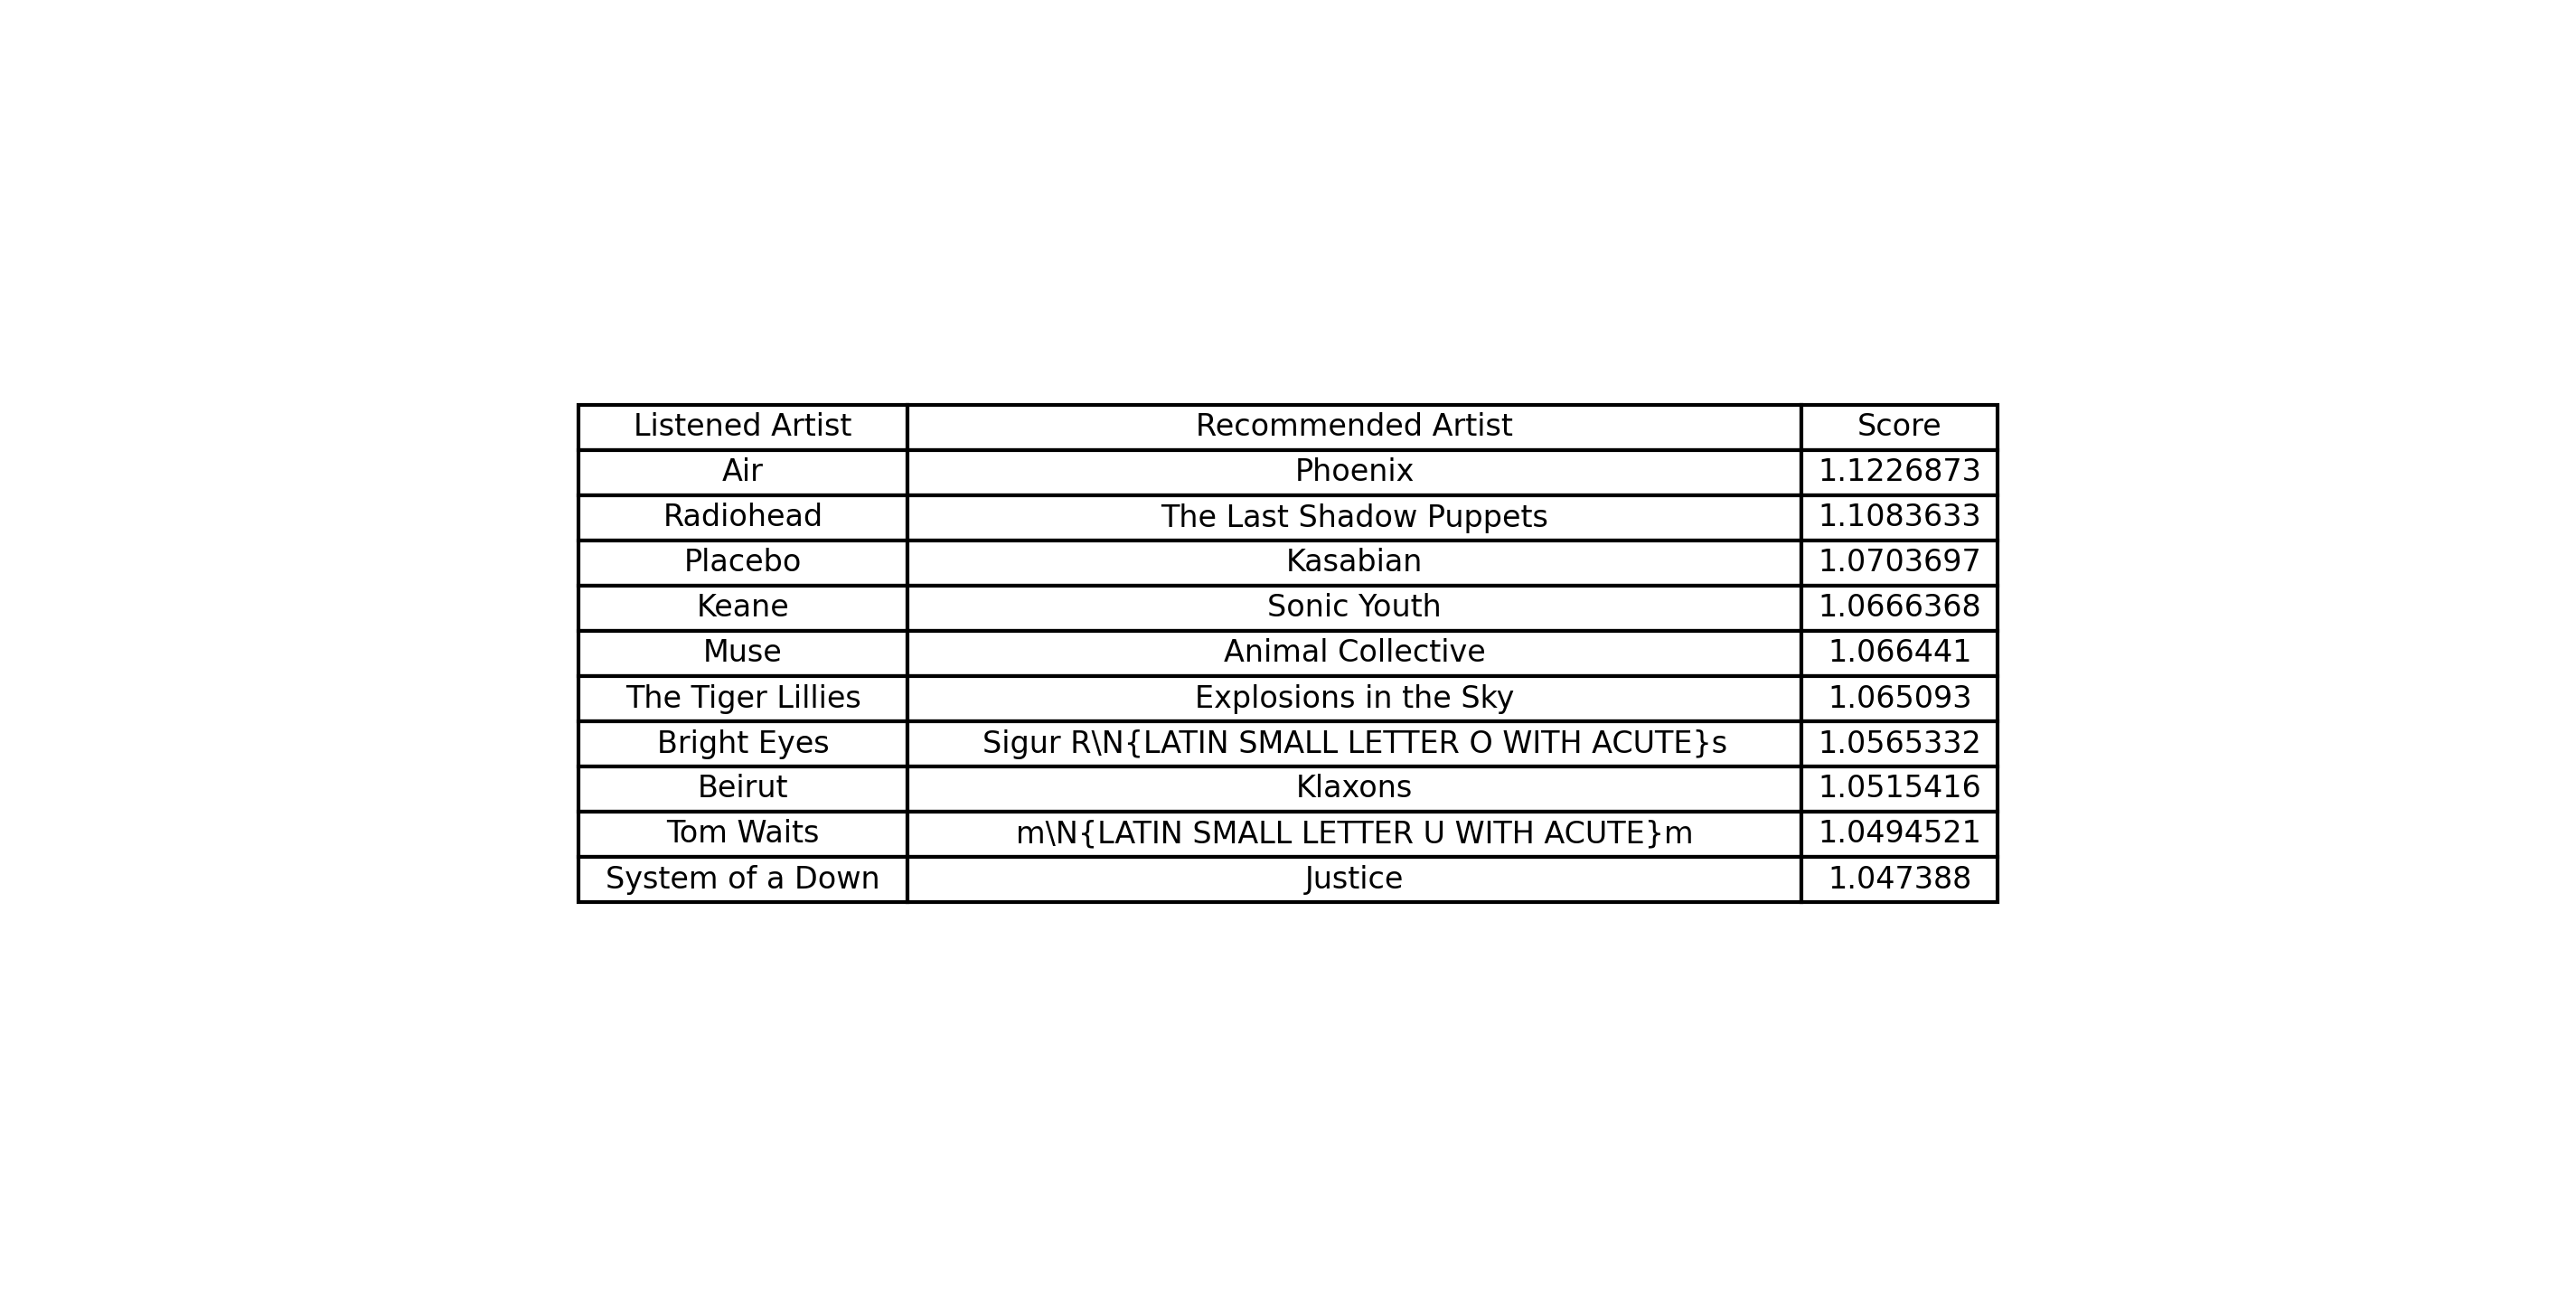 Listened Artist Recommended Artist Score
Air Phoenix 1.1226873
Radiohead The Last Shadow Puppets 1.1083633
Placebo Kasabian 1.0703697
Keane Sonic Youth 1.0666368
Muse Animal Collective 1.066441
The Tiger Lillies Explosions in the Sky 1.065093
Bright Eyes Sigur R\N{LATIN SMALL LETTER O WITH ACUTE}s 1.0565332
Beirut Klaxons 1.0515416
Tom Waits m\N{LATIN SMALL LETTER U WITH ACUTE}m 1.0494521
System of a Down Justice 1.047388